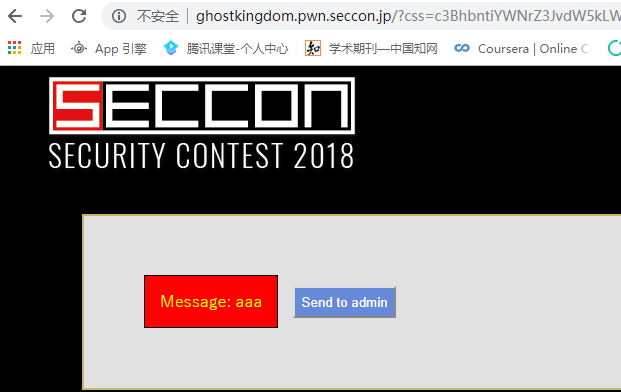 不安全 | ghostkingdom.pwn.seccon.jp/?css=c3BhbntiYWNrZ3JvdW5kLW
应用 App 引擎 腾讯课堂-个人中心 学术期刊—中国知网 Coursera | Online C
SECCON
SECURITY CONTEST 2018
Message: aaa Send to admin